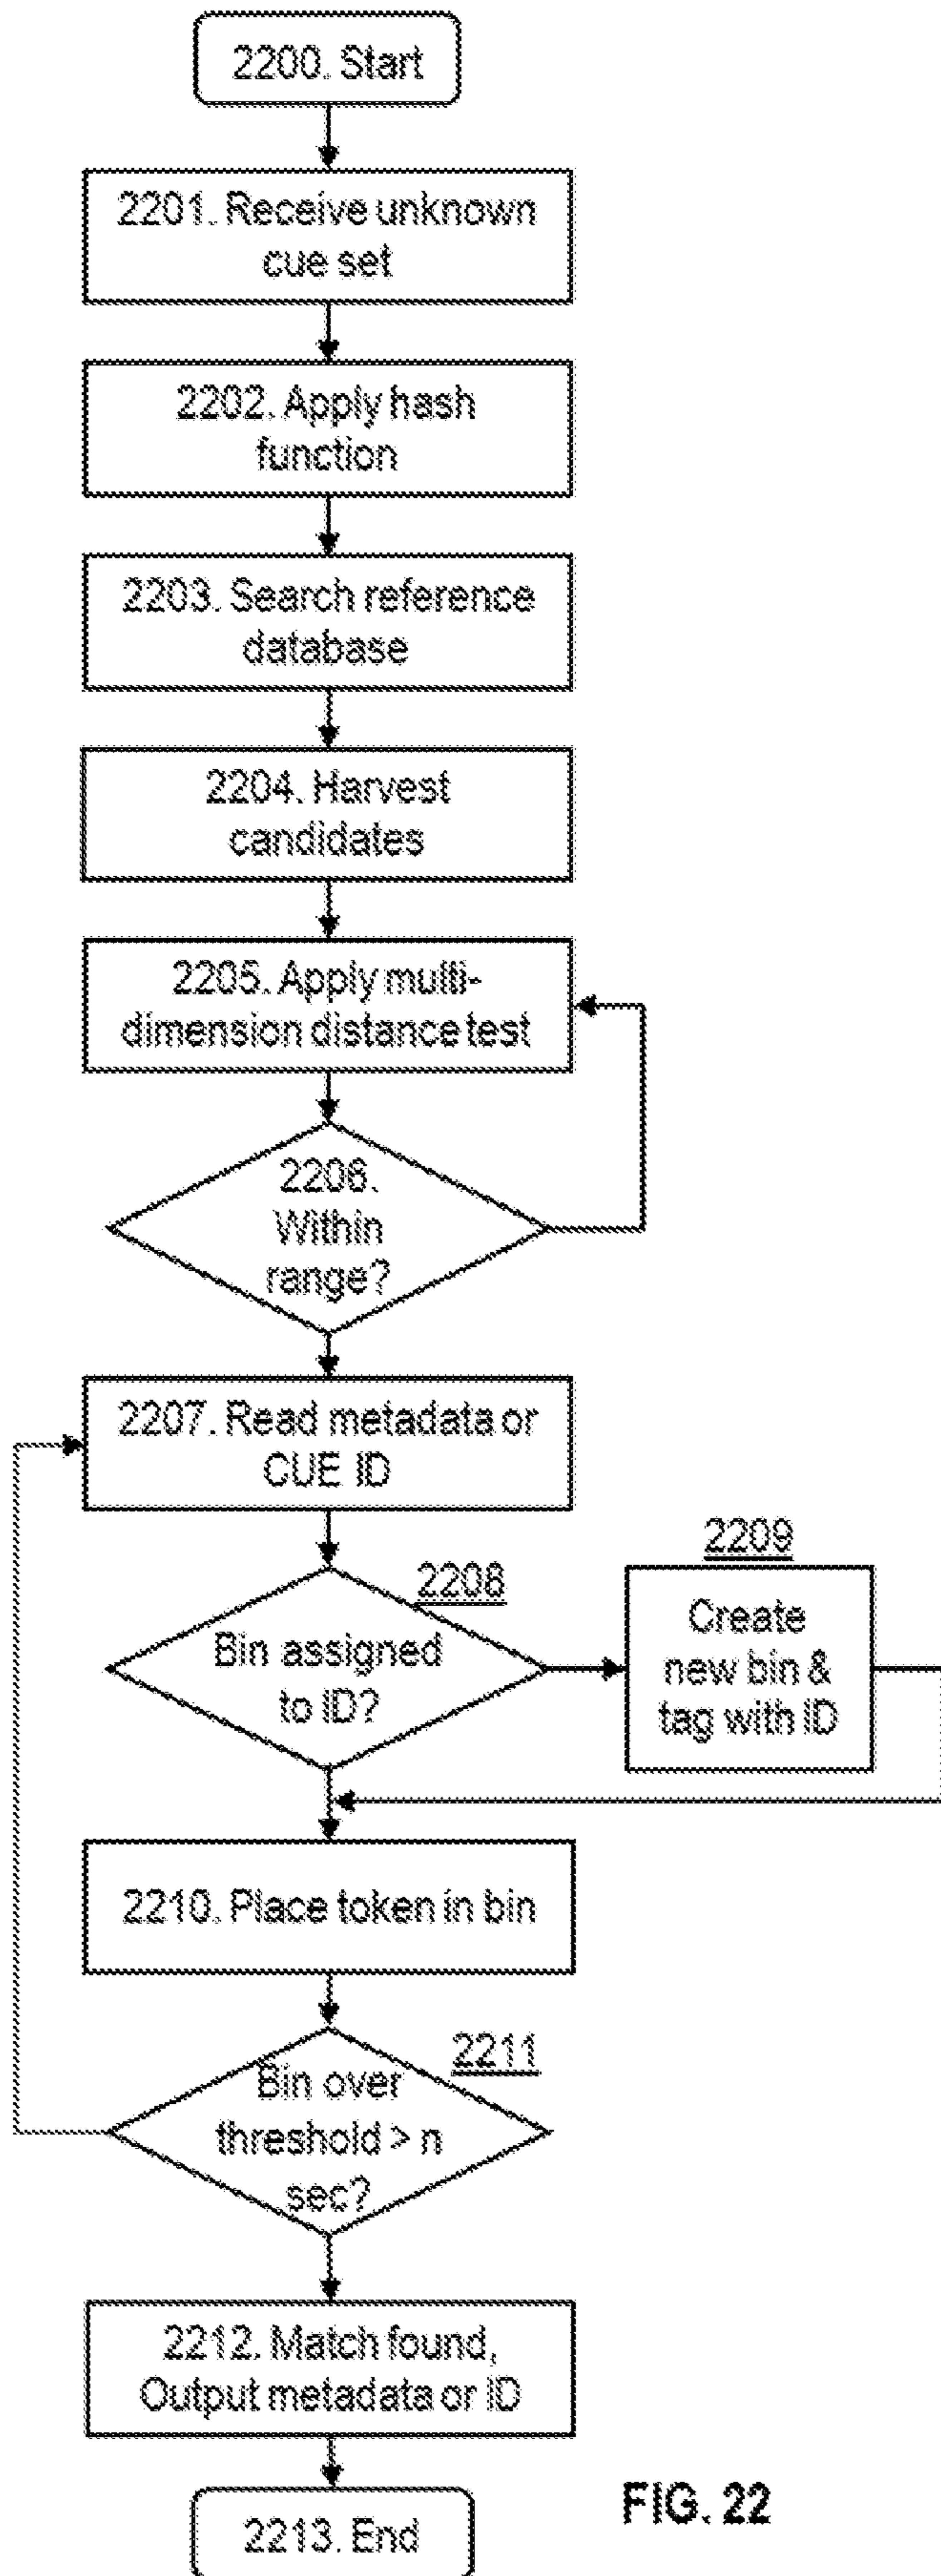 2200. Start
2201. Receive unknown
cue set
2202. Apply hash
function
2203. Search reference
database
2204. Harvest
candidates
2205. Apply multi-
dimension distance test
2206.
Within
range?
2207. Read metadata or
CUE ID
2208
Bin assigned
to ID?
2209
Create
new bin &
tag with ID
2210. Place token in bin
2211
Bin over
threshold > n
sec?
2212. Match found,
Output metadata or ID
2213. End
FIG. 22